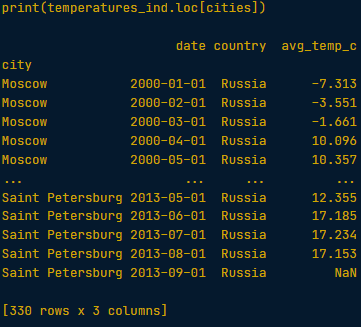 print(temperatures_ind.loc[cities])
date country avg_temp_c
city
Moscow 2000-01-01 Russia -7.313
Moscow 2000-02-01 Russia -3.551
Moscow 2000-03-01 Russia -1.661
Moscow 2000-04-01 Russia 10.096
Moscow 2000-05-01 Russia 10.357
... ... ... ...
Saint Petersburg 2013-05-01 Russia 12.355
Saint Petersburg 2013-06-01 Russia 17.185
Saint Petersburg 2013-07-01 Russia 17.234
Saint Petersburg 2013-08-01 Russia 17.153
Saint Petersburg 2013-09-01 Russia NaN
[330 rows x 3 columns]